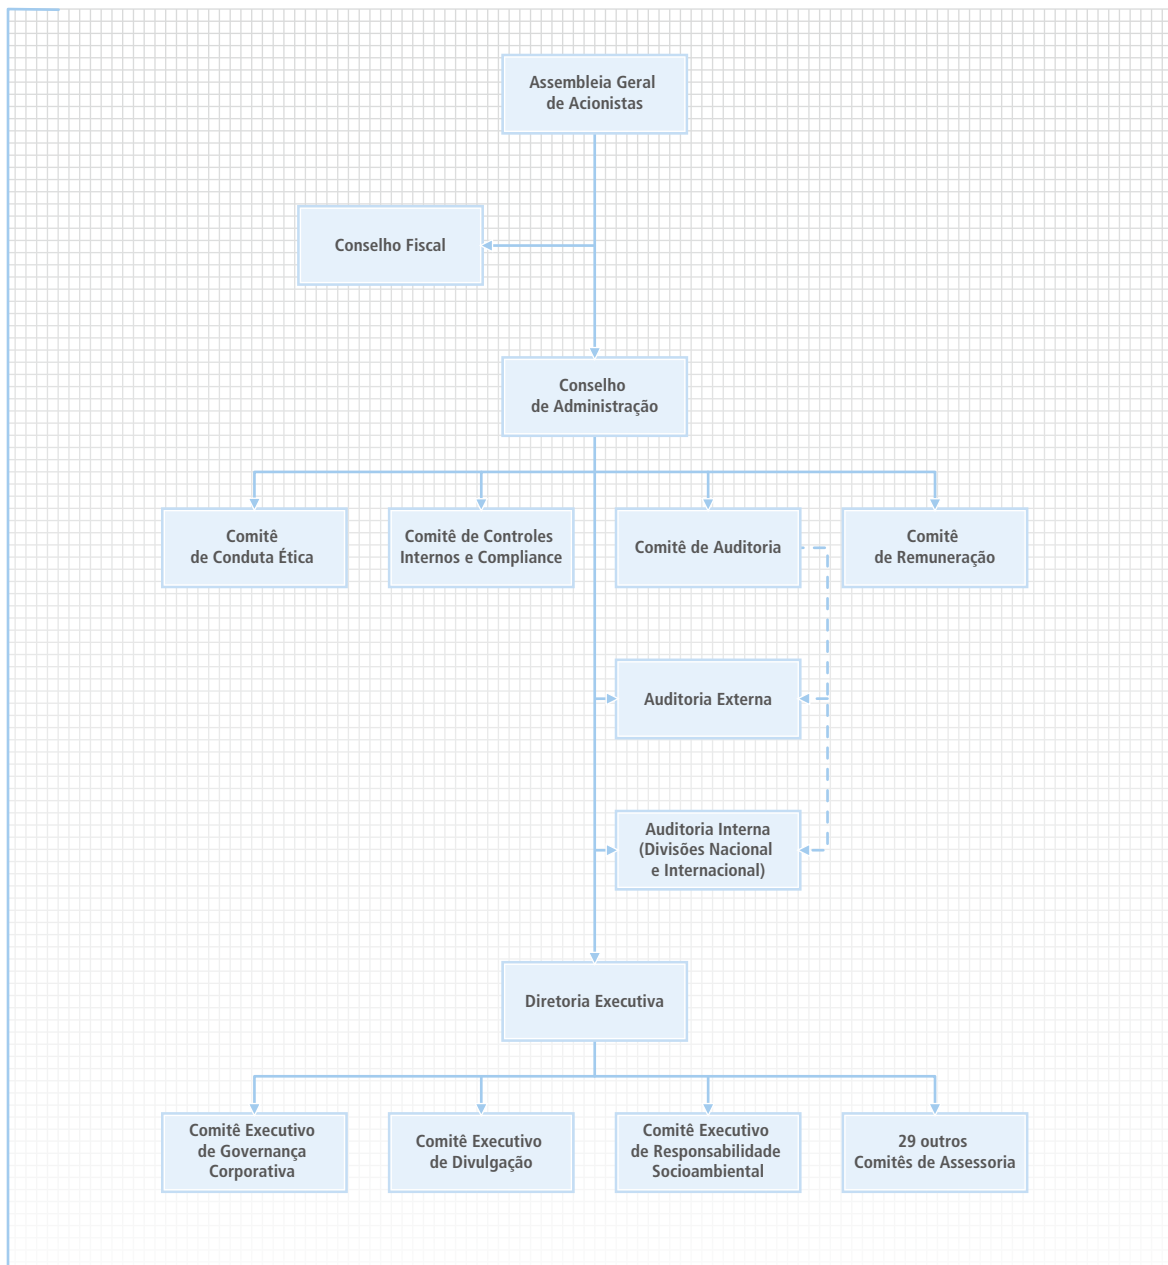 Assembleia Geral
de Acionistas
Conselho Fiscal
Conselho
de Administração
Comitê
de Conduta Ética
Comitê de Controles
Internos e Compliance
Comitê de Auditoria
Comitê
de Remuneração
Auditoria Externa
Auditoria Interna
(Divisões Nacional
e Internacional)
Diretoria Executiva
Comitê Executivo
de Governança
Corporativa
Comitê Executivo
de Divulgação
Comitê Executivo
de Responsabilidade
Socioambiental
29 outros
Comitês de Assessoria